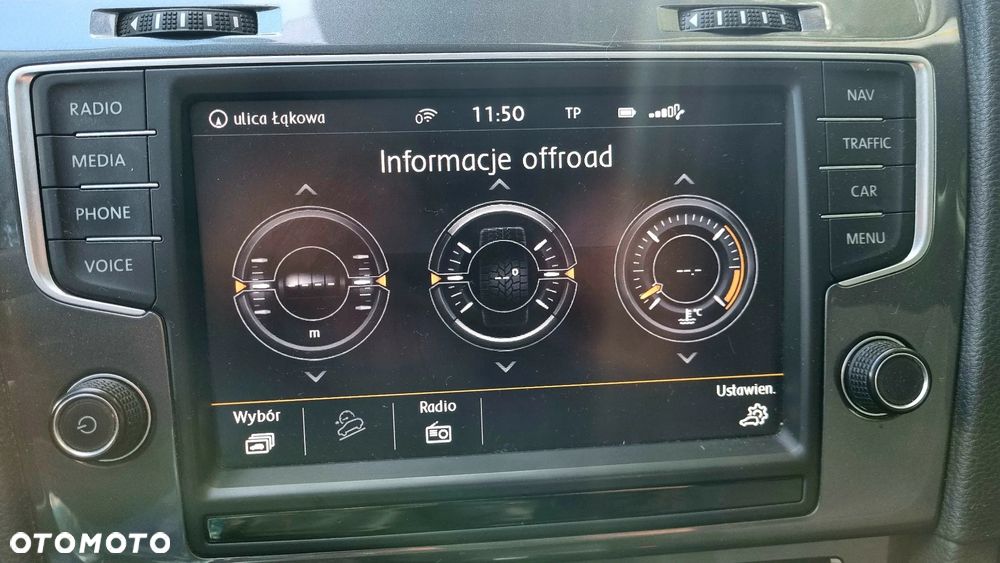 RADIO
MEDIA
PHONE
VOICE
ulica Łąkowa
0
11:50
TP
Informacje offroad
m
--°
---
°C
Wybór
Radio
Ustawien.
NAV
TRAFFIC
CAR
MENU
OTOMOTO